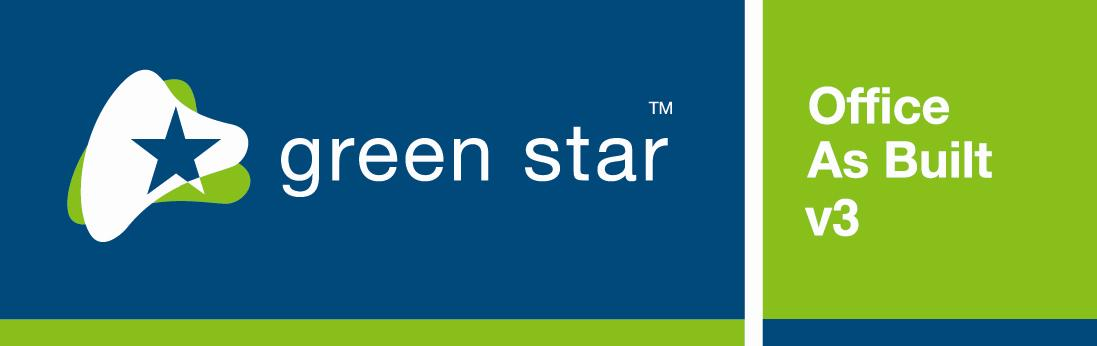 green star™
Office
As Built
v3